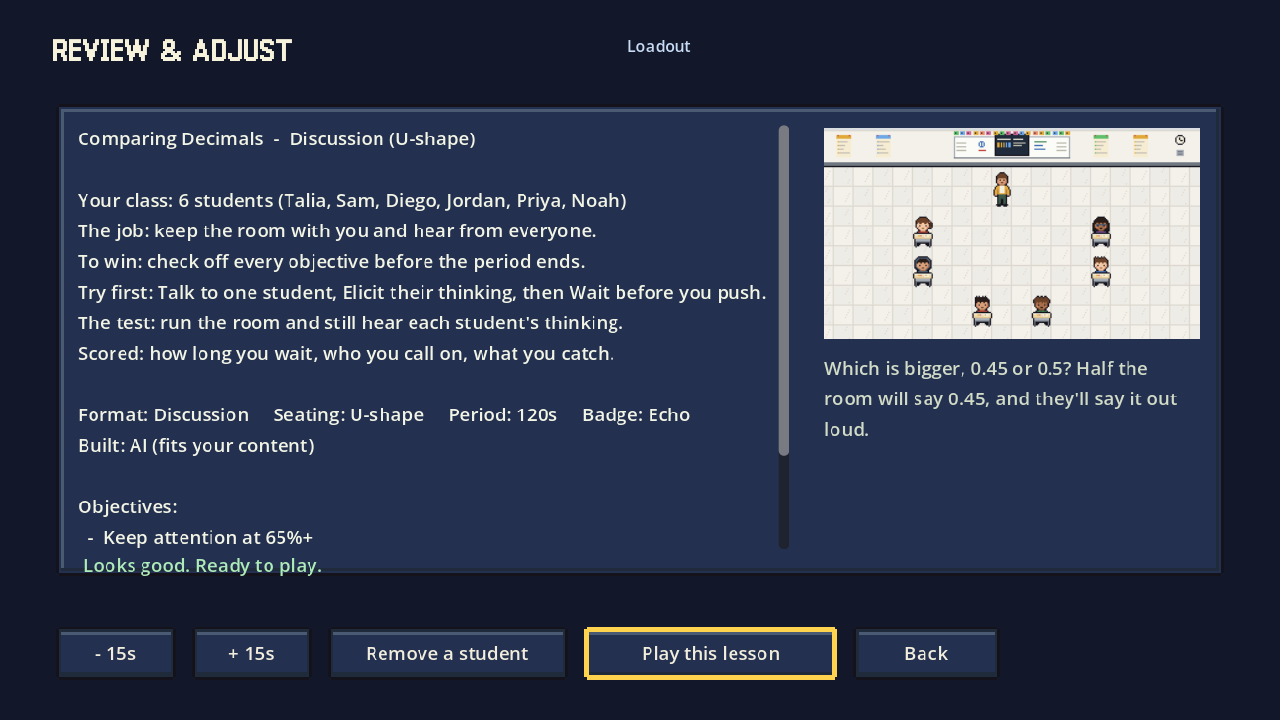 REVIEW & ADJUST
Loadout
Comparing Decimals - Discussion (U-shape)
Your class: 6 students (Talia, Sam, Diego, Jordan, Priya, Noah)
The job: keep the room with you and hear from everyone.
To win: check off every objective before the period ends.
Try first: Talk to one student, Elicit their thinking, then Wait before you push.
The test: run the room and still hear each student's thinking.
Scored: how long you wait, who you call on, what you catch.
Format: Discussion Seating: U-shape Period: 120s Badge: Echo
Built: AI (fits your content)
Objectives:
- Keep attention at 65%+
Looks good. Ready to play.
Which is bigger, 0.45 or 0.5? Half the
room will say 0.45, and they'll say it out
loud.
- 15s
+ 15s
Remove a student
Play this lesson
Back